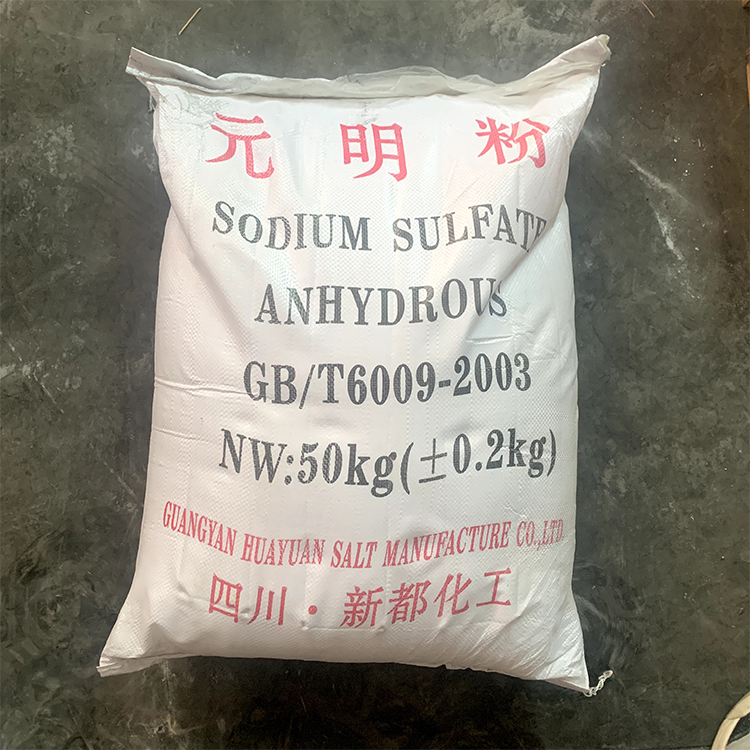 元明粉
SODIUM SULFATE
ANHYDROUS
GB/T6009-2003
NW:50kg(±0.2kg)
GUANGYAN HUAYUAN SALT MANUFACTURE CO.,LTD.
四川·新都化工